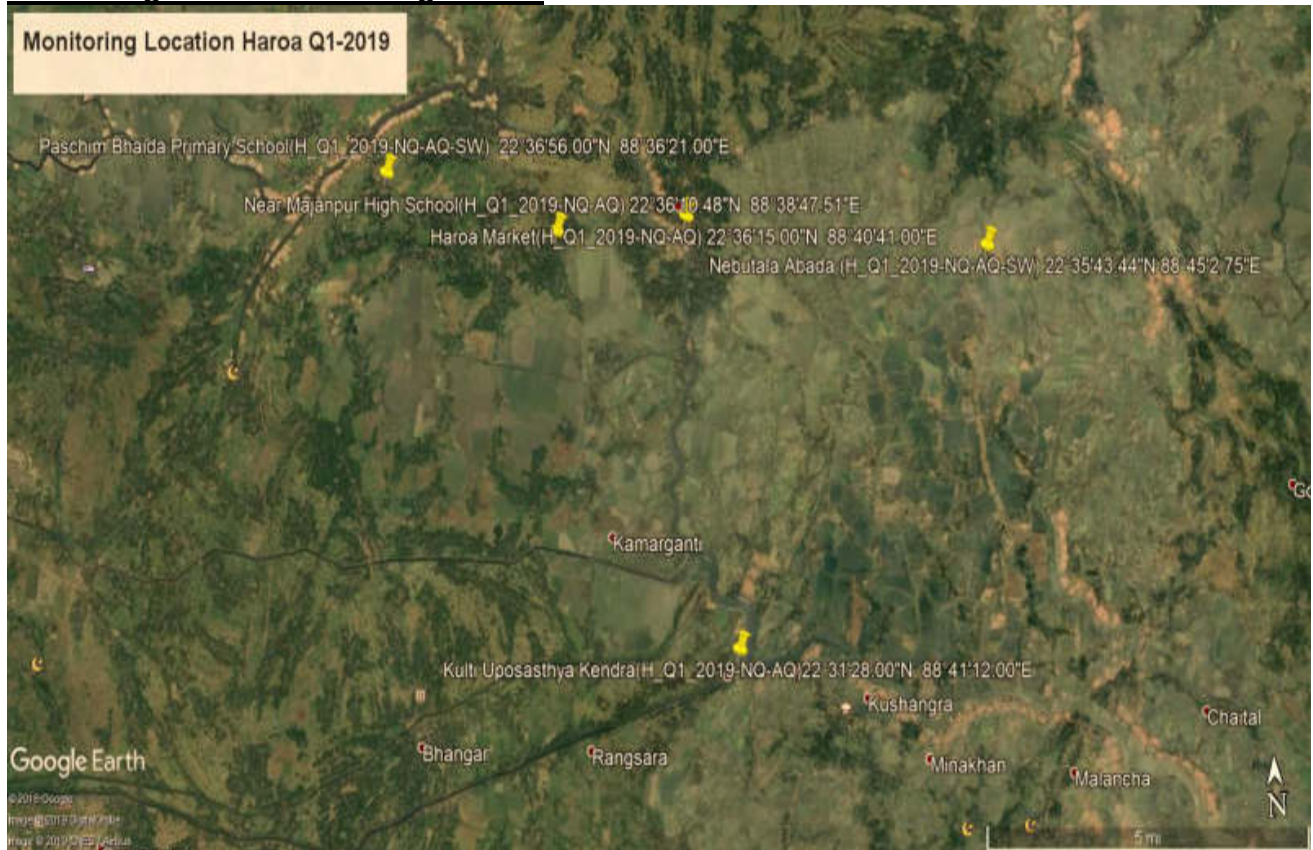 Monitoring Location Haroa Q1-2019
Paschim Bhaida Primary School(H_Q1_2019-NQ-AQ-SW) 22°36'56.00"N 88°36'21.00"E
Near Majanpur High School(H_Q1_2019-NQ-AQ) 22°36'10.48"N 88°38'47.51"E
Haroa Market(H_Q1_2019-NQ-AQ) 22°36'15.00"N 88°40'41.00"E
Nebutala Abada (H_Q1_2019-NQ-AQ-SW) 22°35'43.44"N 88°45'2.75"E
Go
Kamarganti
Kulti Uposasthya Kendra(H_Q1_2019-NQ-AQ)22°31'28.00"N 88°41'12.00"E
Kushangra
Chaital
Bhangar
Rangsara
Minakhan
Malancha
Google Earth
N
5 mi